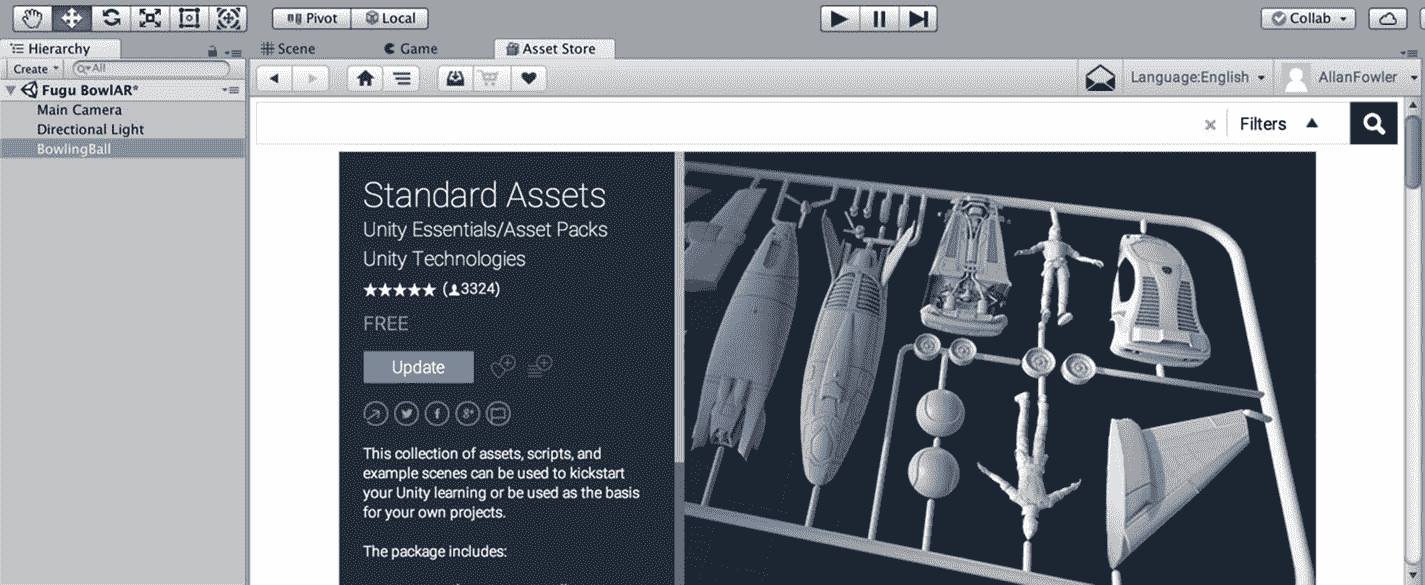 Pivot Local Collab
Hierarchy Scene Game Asset Store
Create All
Fugu BowlAR*
Main Camera
Directional Light
BowlingBall
Language:English AllanFowler
Filters
Standard Assets
Unity Essentials/Asset Packs
Unity Technologies
(3324)
FREE
Update
This collection of assets, scripts, and
example scenes can be used to kickstart
your Unity learning or be used as the basis
for your own projects.
The package includes: